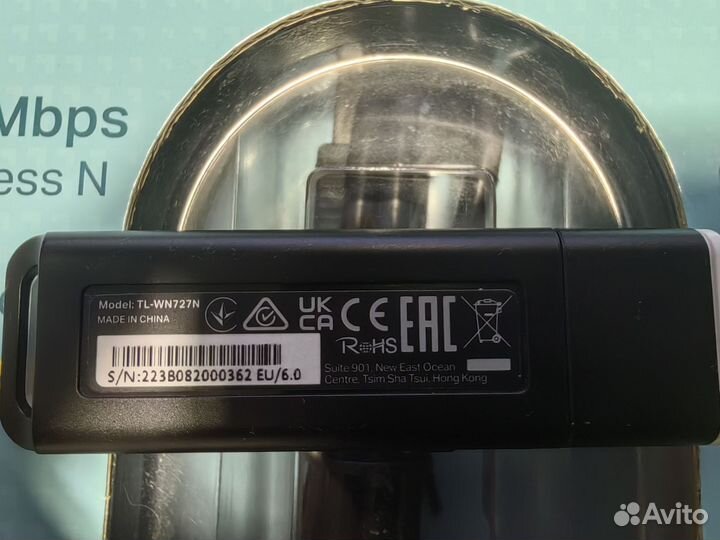 Mbps
ess N
Model: TL-WN727N
MADE IN CHINA
UK
CA
CE
EAC
RoHS
S/N:223B082000362 EU/6.0
Suite 901, New East Ocean
Centre, Tsim Sha Tsui, Hong Kong
Avito